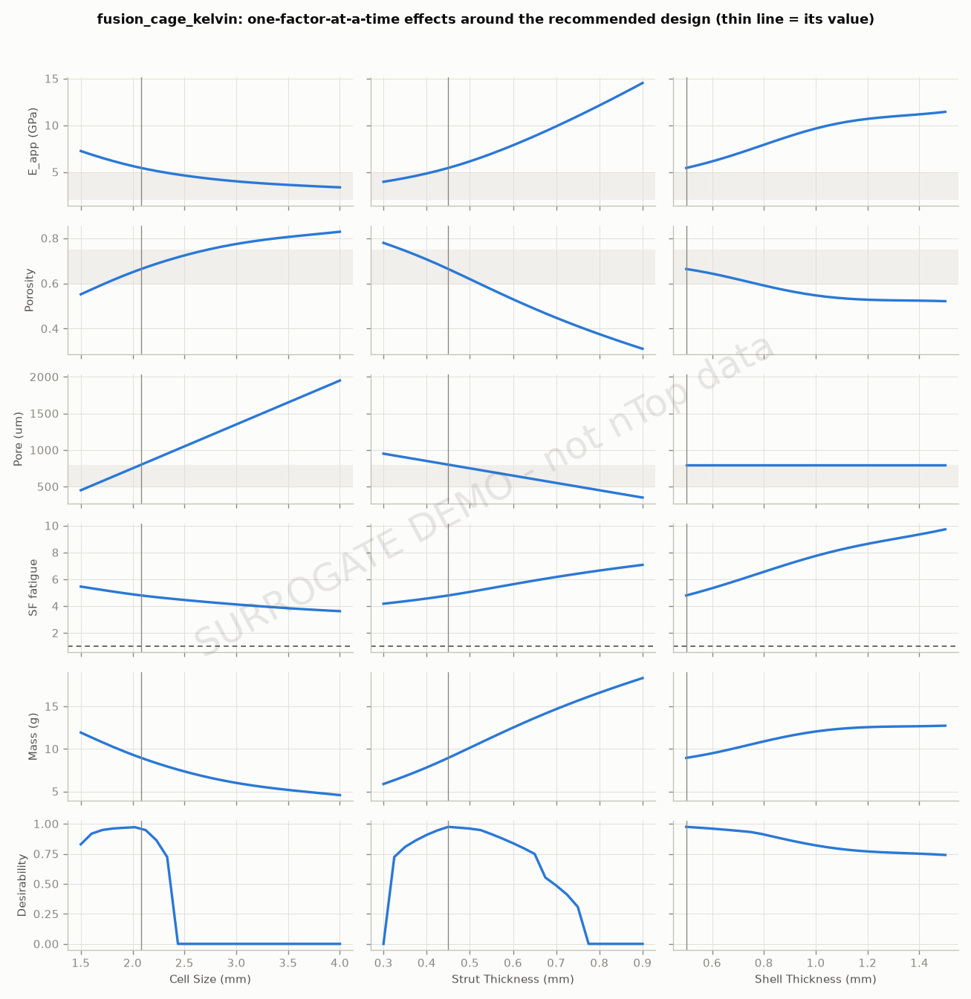 fusion_cage_kelvin: one-factor-at-a-time effects around the recommended design (thin line = its value)
15
10
5
E_app (GPa)
0.8
0.6
0.4
Porosity
2000
1500
1000
500
Pore (um)
10
8
6
4
2
SF fatigue
15
10
5
Mass (g)
1.00
0.75
0.50
0.25
0.00
Desirability
1.5 2.0 2.5 3.0 3.5 4.0
Cell Size (mm)
0.3 0.4 0.5 0.6 0.7 0.8 0.9
Strut Thickness (mm)
0.6 0.8 1.0 1.2 1.4
Shell Thickness (mm)
SURROGATE DEMO - not nTop data